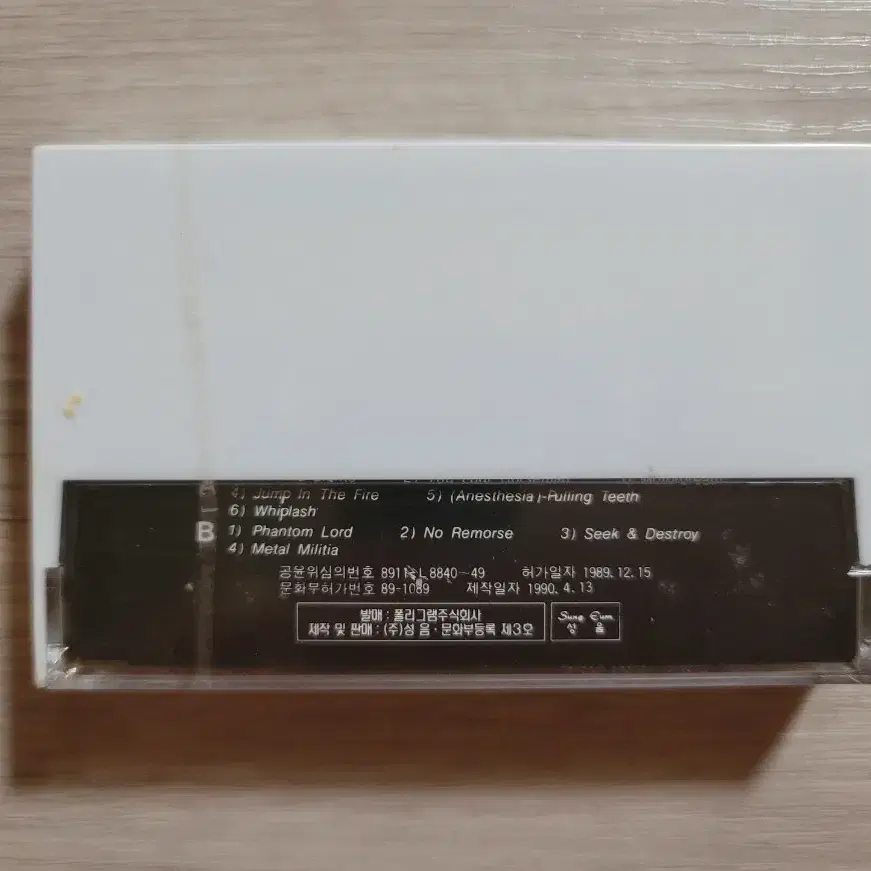 4) Jump In The Fire 5) (Anesthesia)-Pulling Teeth
6) Whiplash
B 1) Phantom Lord 2) No Remorse 3) Seek & Destroy
4) Metal Militia
공윤위심의번호 8840~49 허가일자 1989. 12. 15
문화부허가번호 89-1089 제작일자 1990. 4. 13
발매 : 폴리그램주식회사
제작 및 판매 : (주)성 음·문화부등록 제3호
Sung Eum
성 음